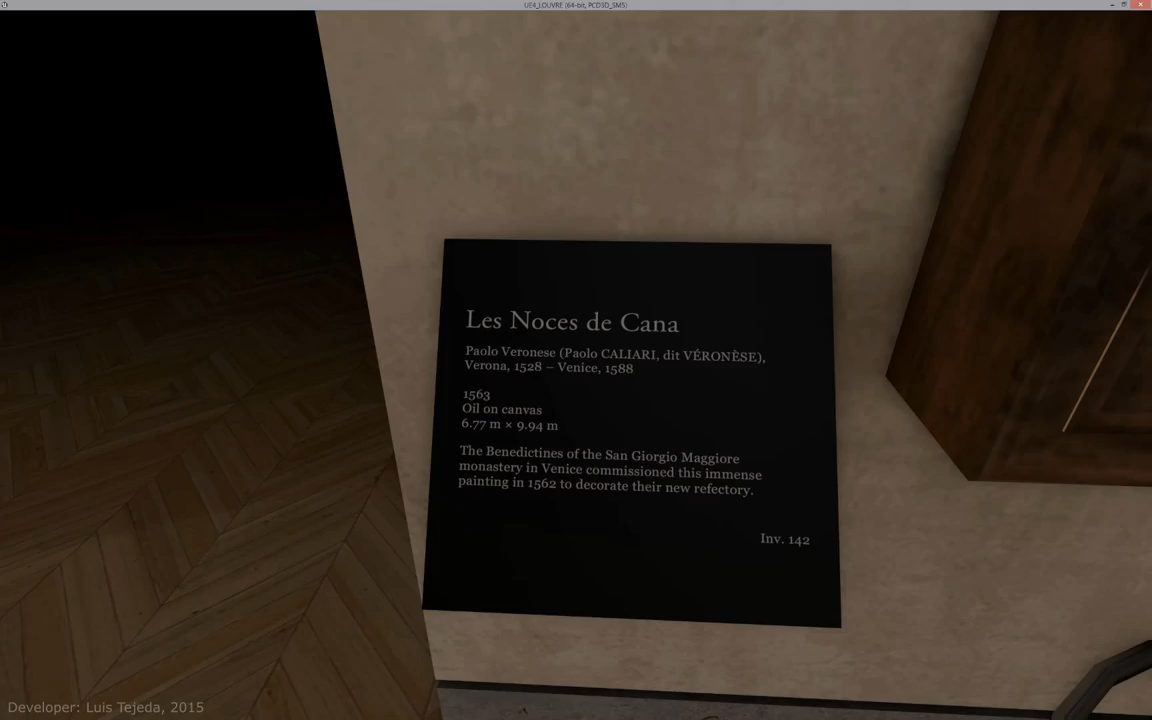 UE4_LOUVRE (64-bit, PCD3D_SM5)
Les Noces de Cana
Paolo Veronese (Paolo CALIARI, dit VÉRONÈSE),
Verona, 1528 – Venice, 1588
1563
Oil on canvas
6.77 m × 9.94 m
The Benedictines of the San Giorgio Maggiore
monastery in Venice commissioned this immense
painting in 1562 to decorate their new refectory.
Inv. 142
Developer: Luis Tejeda, 2015